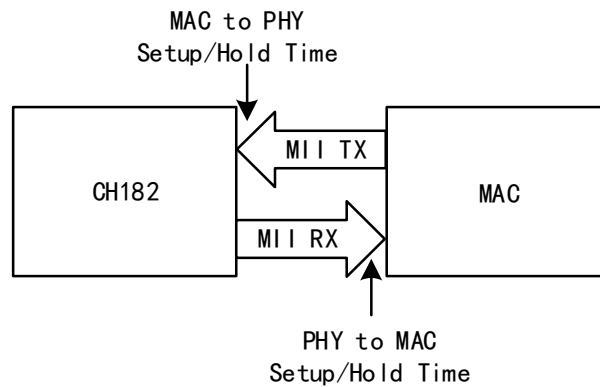 MAC to PHY
Setup/Hold Time
MII TX
CH182
MAC
MII RX
PHY to MAC
Setup/Hold Time